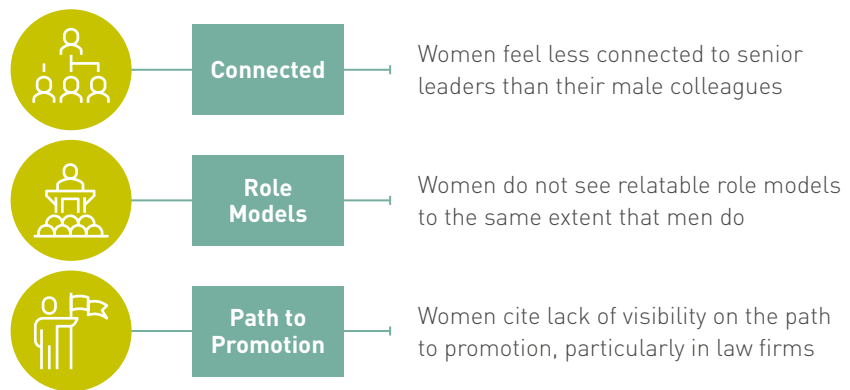 Connected
Women feel less connected to senior
leaders than their male colleagues
Role
Models
Women do not see relatable role models
to the same extent that men do
Path to
Promotion
Women cite lack of visibility on the path
to promotion, particularly in law firms